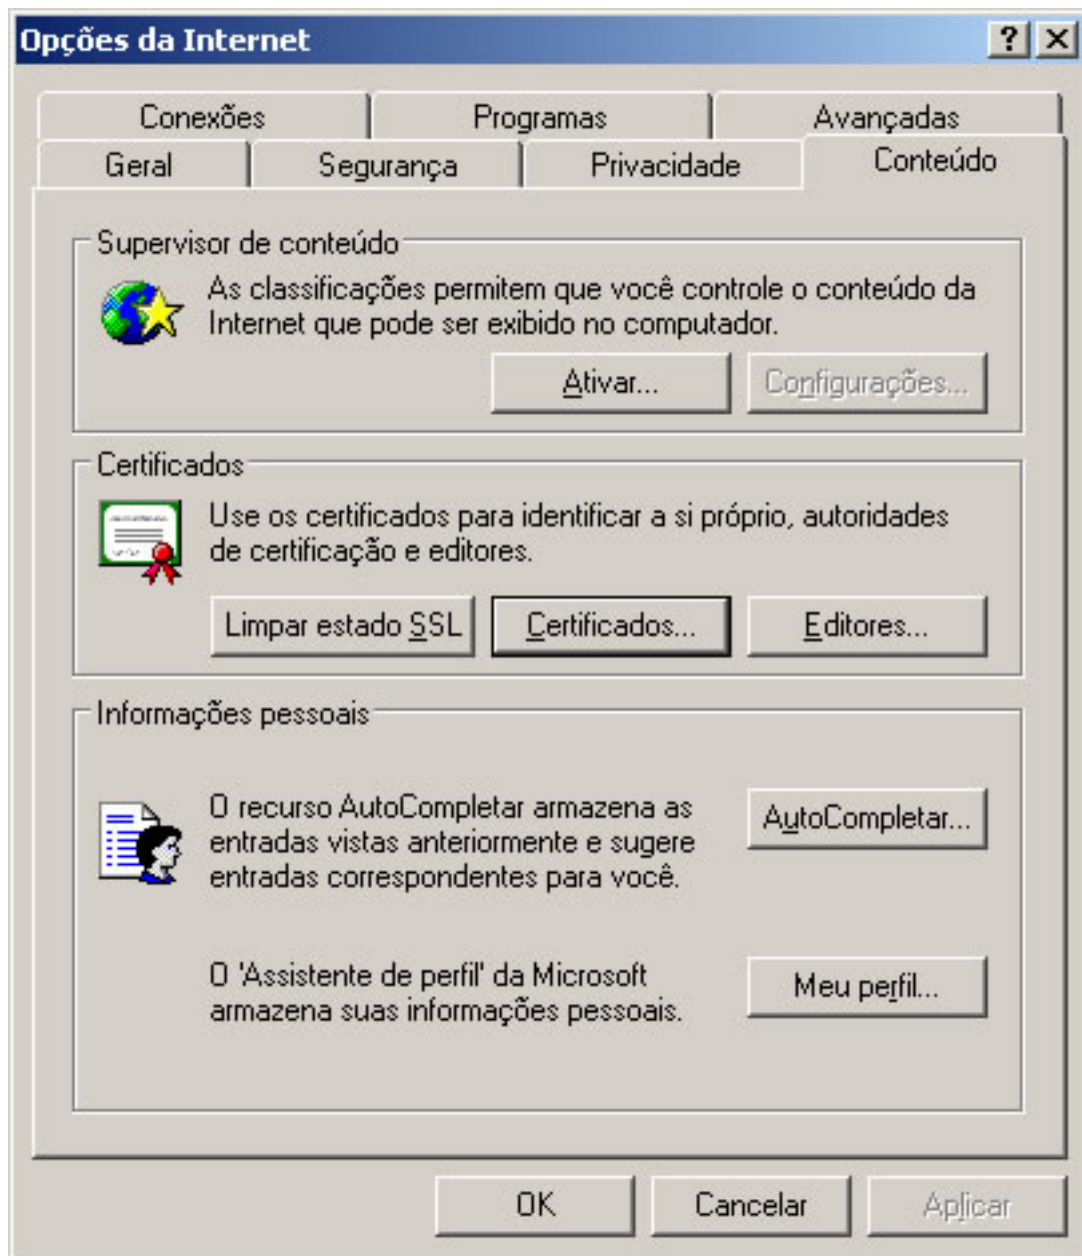 Opções da Internet
Conexões Programas Avançadas
Geral Segurança Privacidade Conteúdo
Supervisor de conteúdo
As classificações permitem que você controle o conteúdo da
Internet que pode ser exibido no computador.
Ativar... Configurações...
Certificados
Use os certificados para identificar a si próprio, autoridades
de certificação e editores.
Limpar estado SSL Certificados... Editores...
Informações pessoais
O recurso AutoCompletar armazena as
entradas vistas anteriormente e sugere
entradas correspondentes para você.
AutoCompletar...
O 'Assistente de perfil' da Microsoft
armazena suas informações pessoais.
Meu perfil...
OK Cancelar Aplicar